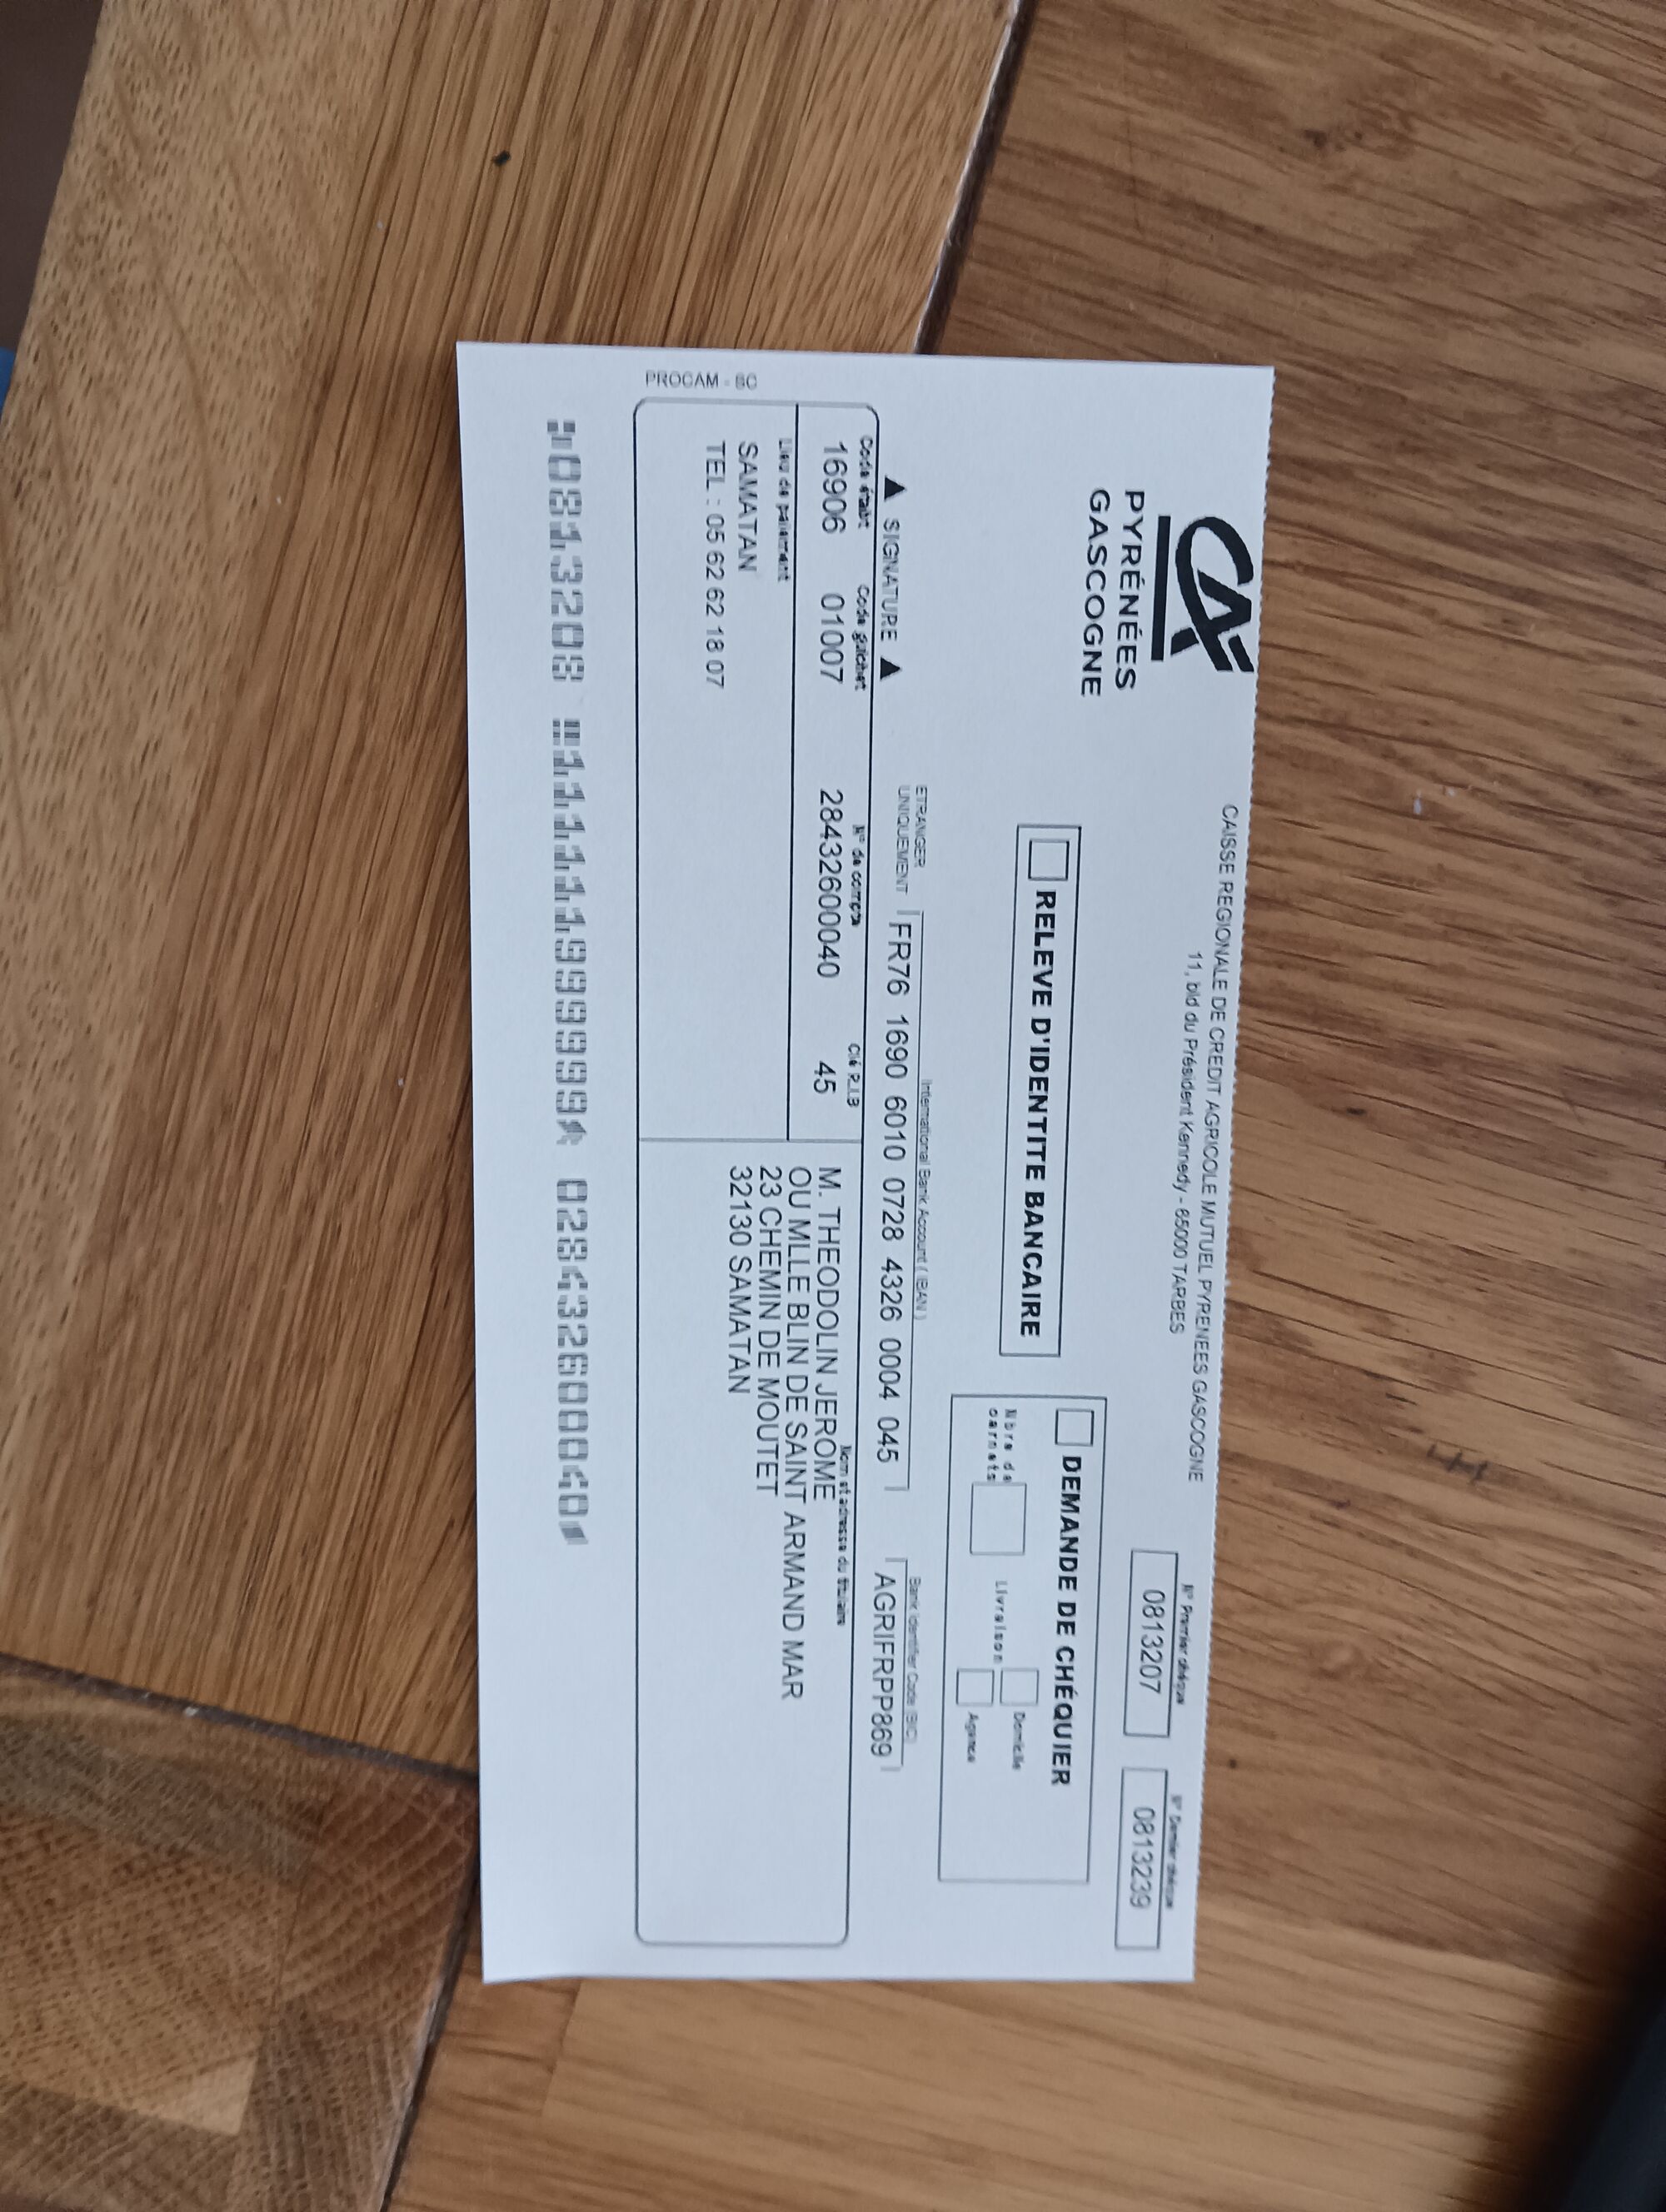 CA
PYRÉNÉES
GASCOGNE
CAISSE REGIONALE DE CREDIT AGRICOLE MUTUEL PYRENEES GASCOGNE
11, bld du Président Kennedy - 65000 TARBES
N° Premier chèque
0813207
N° Dernier chèque
0813239
RELEVE D'IDENTITE BANCAIRE
DEMANDE DE CHÉQUIER
Nbre de
carnets
Livraison
Domicile
Agence
▲ SIGNATURE ▲
ETRANGER
UNIQUEMENT
International Bank Account ( IBAN )
FR76 1690 6010 0728 4326 0004 045
Bank Identifier Code (BIC)
AGRIFRPP869
Code établt Code guichet N° de compte Clé R.I.B
16906 01007 28432600040 45
Lieu de paiement
SAMATAN
TEL : 05 62 62 18 07
Nom et adresse du titulaire
M. THEODOLIN JEROME
OU MLLE BLIN DE SAINT ARMAND MAR
23 CHEMIN DE MOUTET
32130 SAMATAN
PROCAM - SC
0813208 111111999999 028432600040